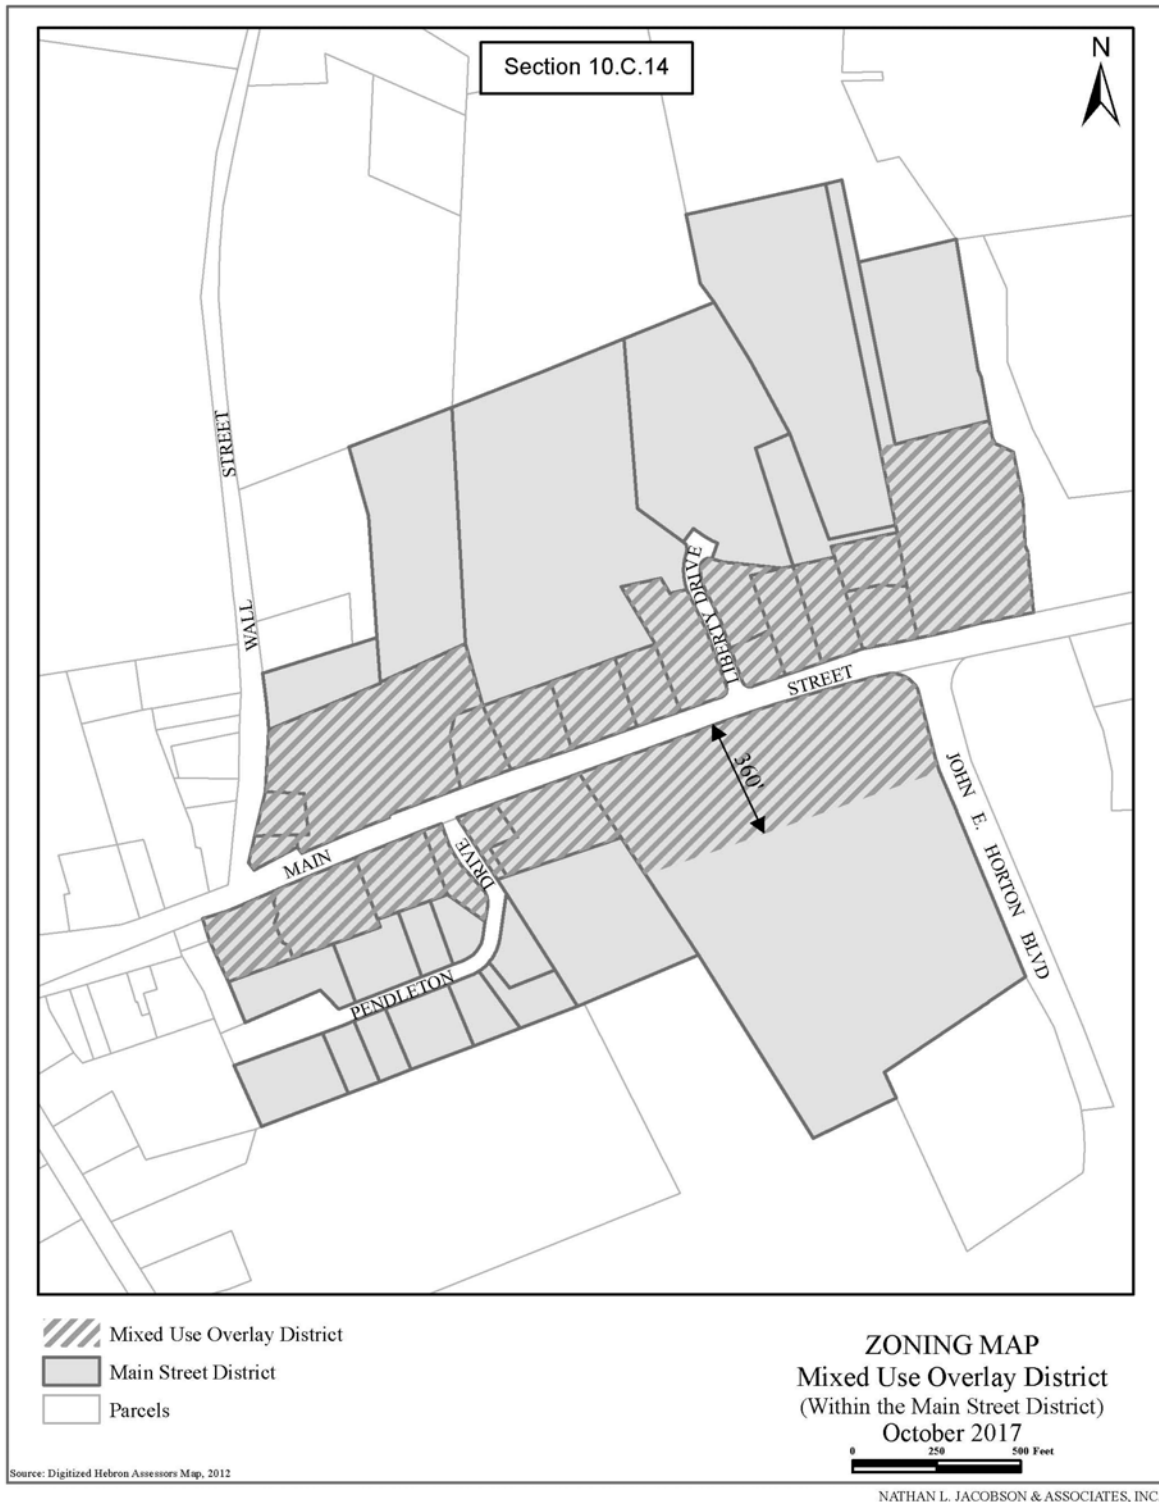 Section 10.C.14
N
WALL STREET
LIBERTY DRIVE
MAIN STREET
360'
JOHN E. HORTON BLVD
PENDLETON DRIVE
Mixed Use Overlay District
Main Street District
Parcels
ZONING MAP
Mixed Use Overlay District
(Within the Main Street District)
October 2017
0 250 500 Feet
Source: Digitized Hebron Assessors Map, 2012
NATHAN L. JACOBSON & ASSOCIATES, INC